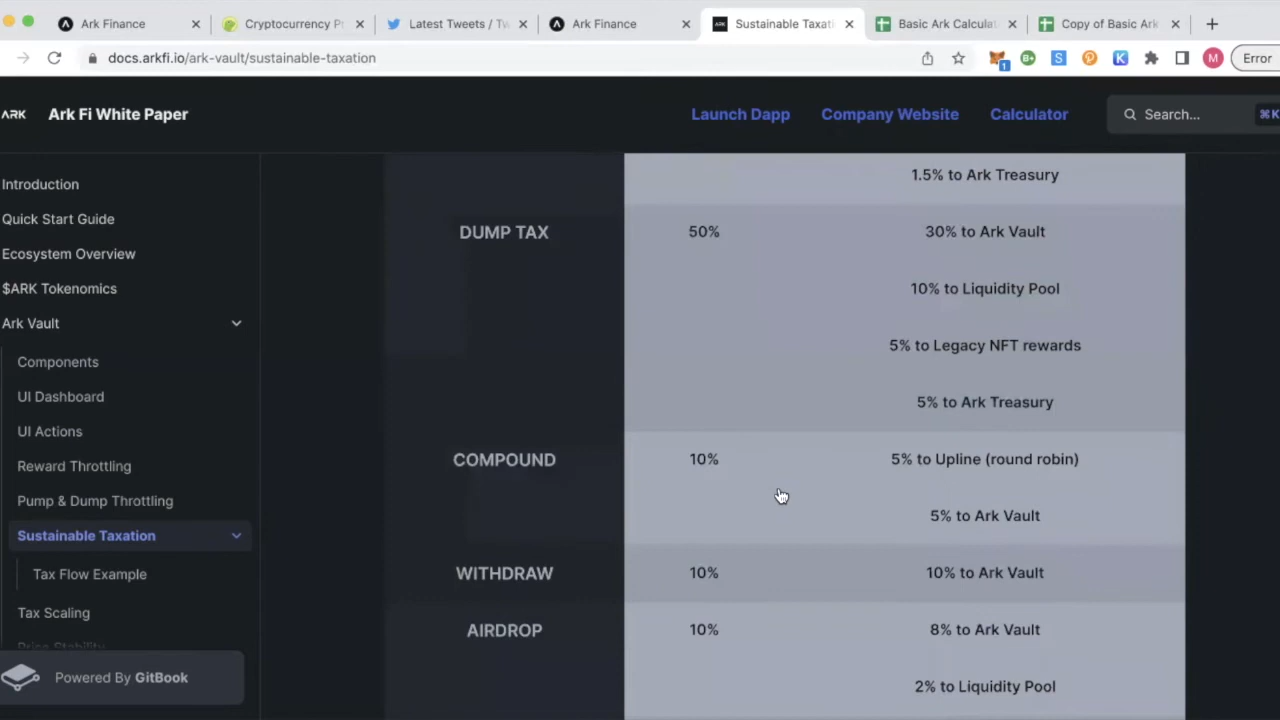 Ark Finance
Cryptocurrency Pr
Latest Tweets / Tw
Ark Finance
Sustainable Taxati
Basic Ark Calculat
Copy of Basic Ark
docs.arkfi.io/ark-vault/sustainable-taxation
1
B+
S
K
M
Error
ARK
Ark Fi White Paper
Launch Dapp
Company Website
Calculator
Search...
⌘K
Introduction
Quick Start Guide
Ecosystem Overview
$ARK Tokenomics
Ark Vault
Components
UI Dashboard
UI Actions
Reward Throttling
Pump & Dump Throttling
Sustainable Taxation
Tax Flow Example
Tax Scaling
Price Stability
Powered By GitBook
1.5% to Ark Treasury
DUMP TAX 50% 30% to Ark Vault
10% to Liquidity Pool
5% to Legacy NFT rewards
5% to Ark Treasury
COMPOUND 10% 5% to Upline (round robin)
5% to Ark Vault
WITHDRAW 10% 10% to Ark Vault
AIRDROP 10% 8% to Ark Vault
2% to Liquidity Pool